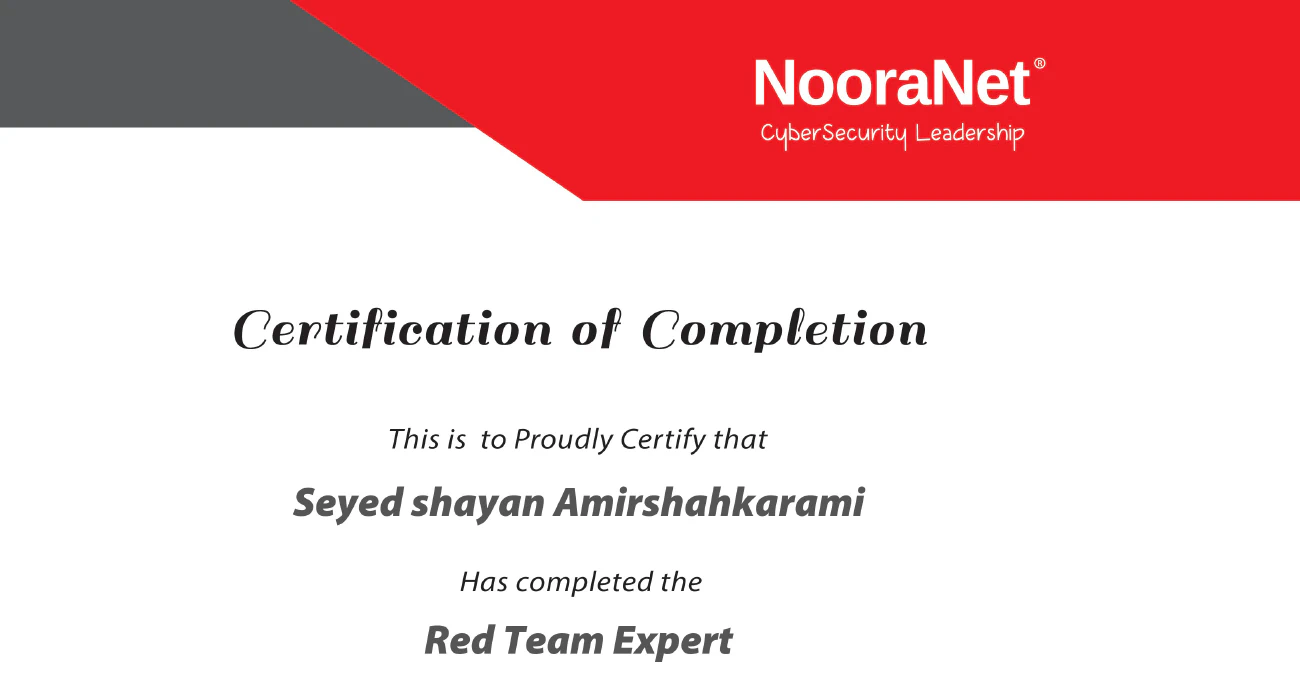 NooraNet®
CyberSecurity Leadership
Certification of Completion
This is to Proudly Certify that
Seyed shayan Amirshahkarami
Has completed the
Red Team Expert